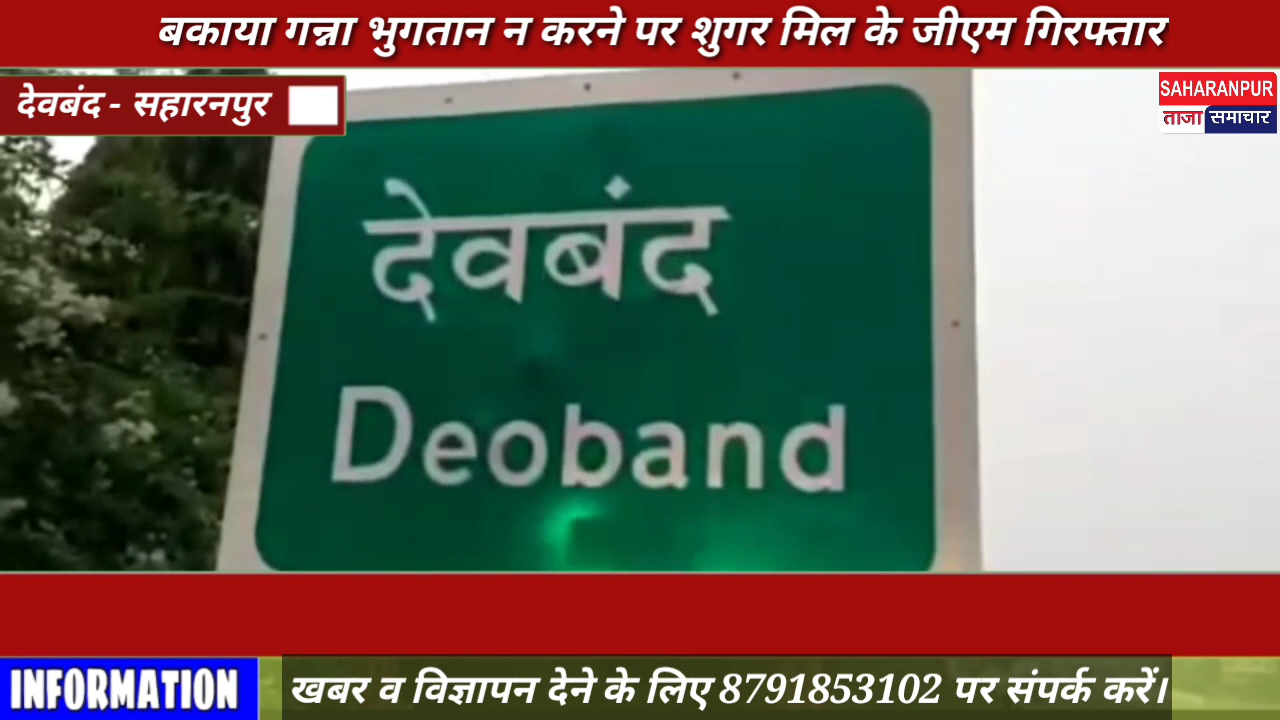 बकाया गन्ना भुगतान न करने पर शुगर मिल के जीएम गिरफ्तार
देवबंद - सहारनपुर
SAHARANPUR
ताजा समाचार
देवबंद
Deoband
INFORMATION
खबर व विज्ञापन देने के लिए 8791853102 पर संपर्क करें।